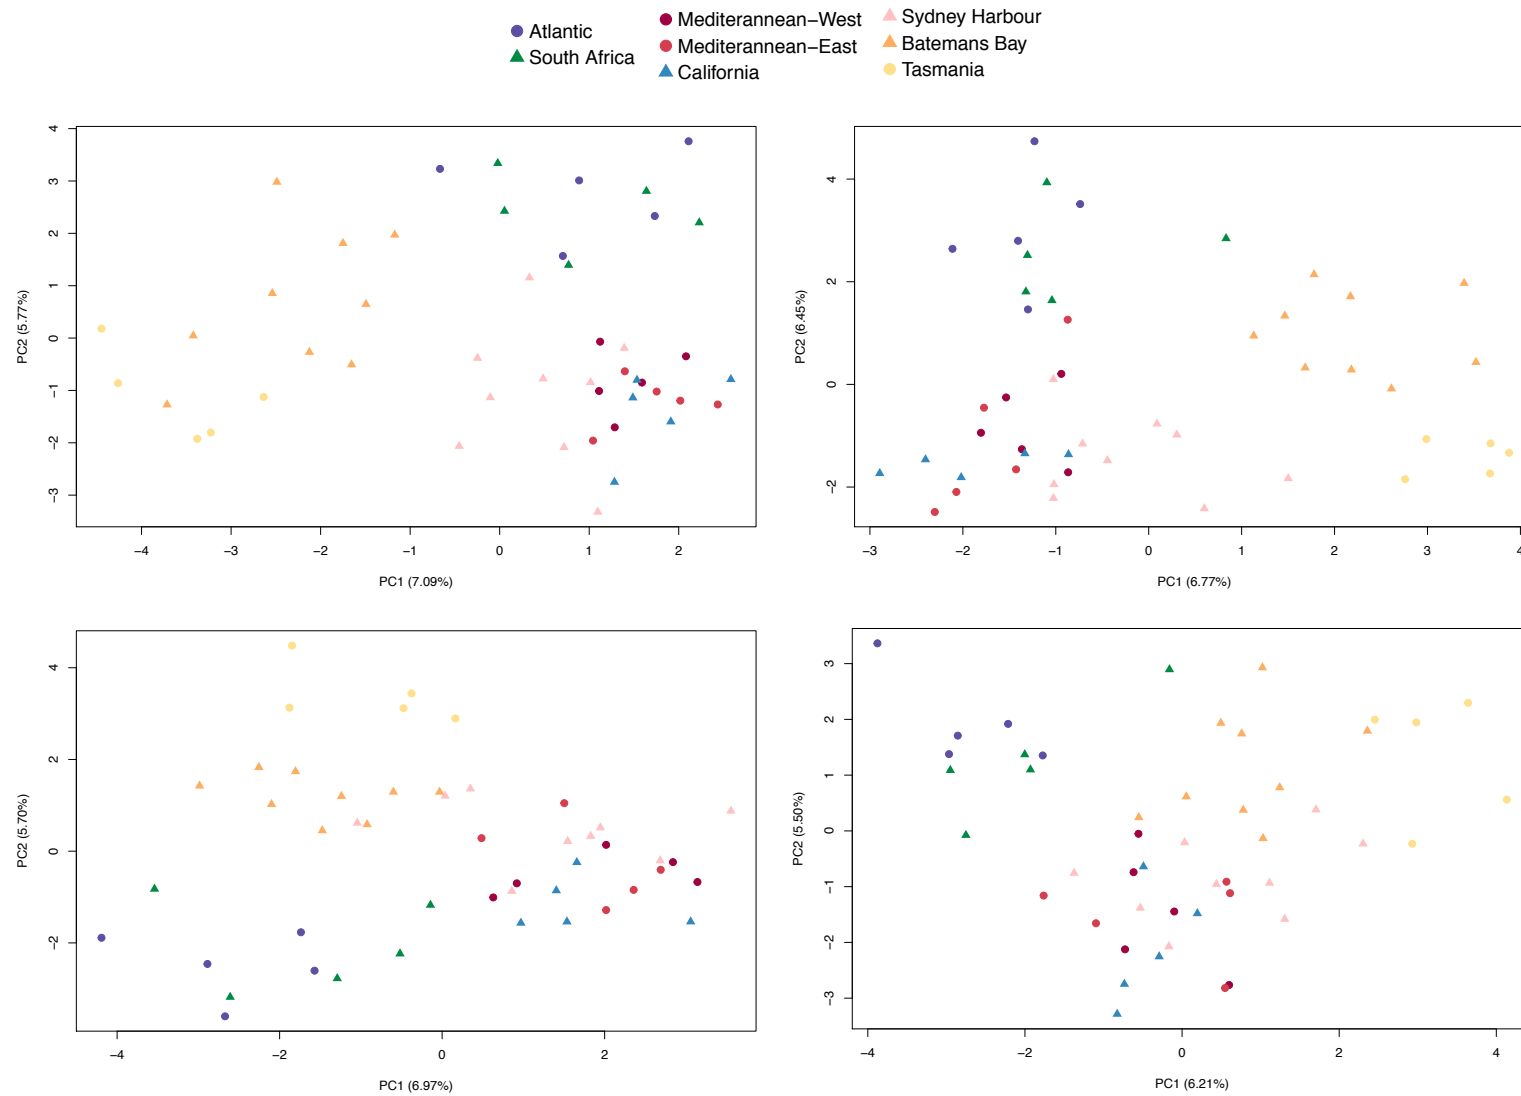 Atlantic
South Africa
Mediterannean−West
Mediterannean−East
California
Sydney Harbour
Batemans Bay
Tasmania
4
3
2
1
0
−1
−2
−3
PC2 (5.77%)
−4 −3 −2 −1 0 1 2
PC1 (7.09%)
4
2
0
−2
PC2 (6.45%)
−3 −2 −1 0 1 2 3 4
PC1 (6.77%)
4
2
0
−2
PC2 (5.70%)
−4 −2 0 2
PC1 (6.97%)
3
2
1
0
−1
−2
−3
PC2 (5.50%)
−4 −2 0 2 4
PC1 (6.21%)